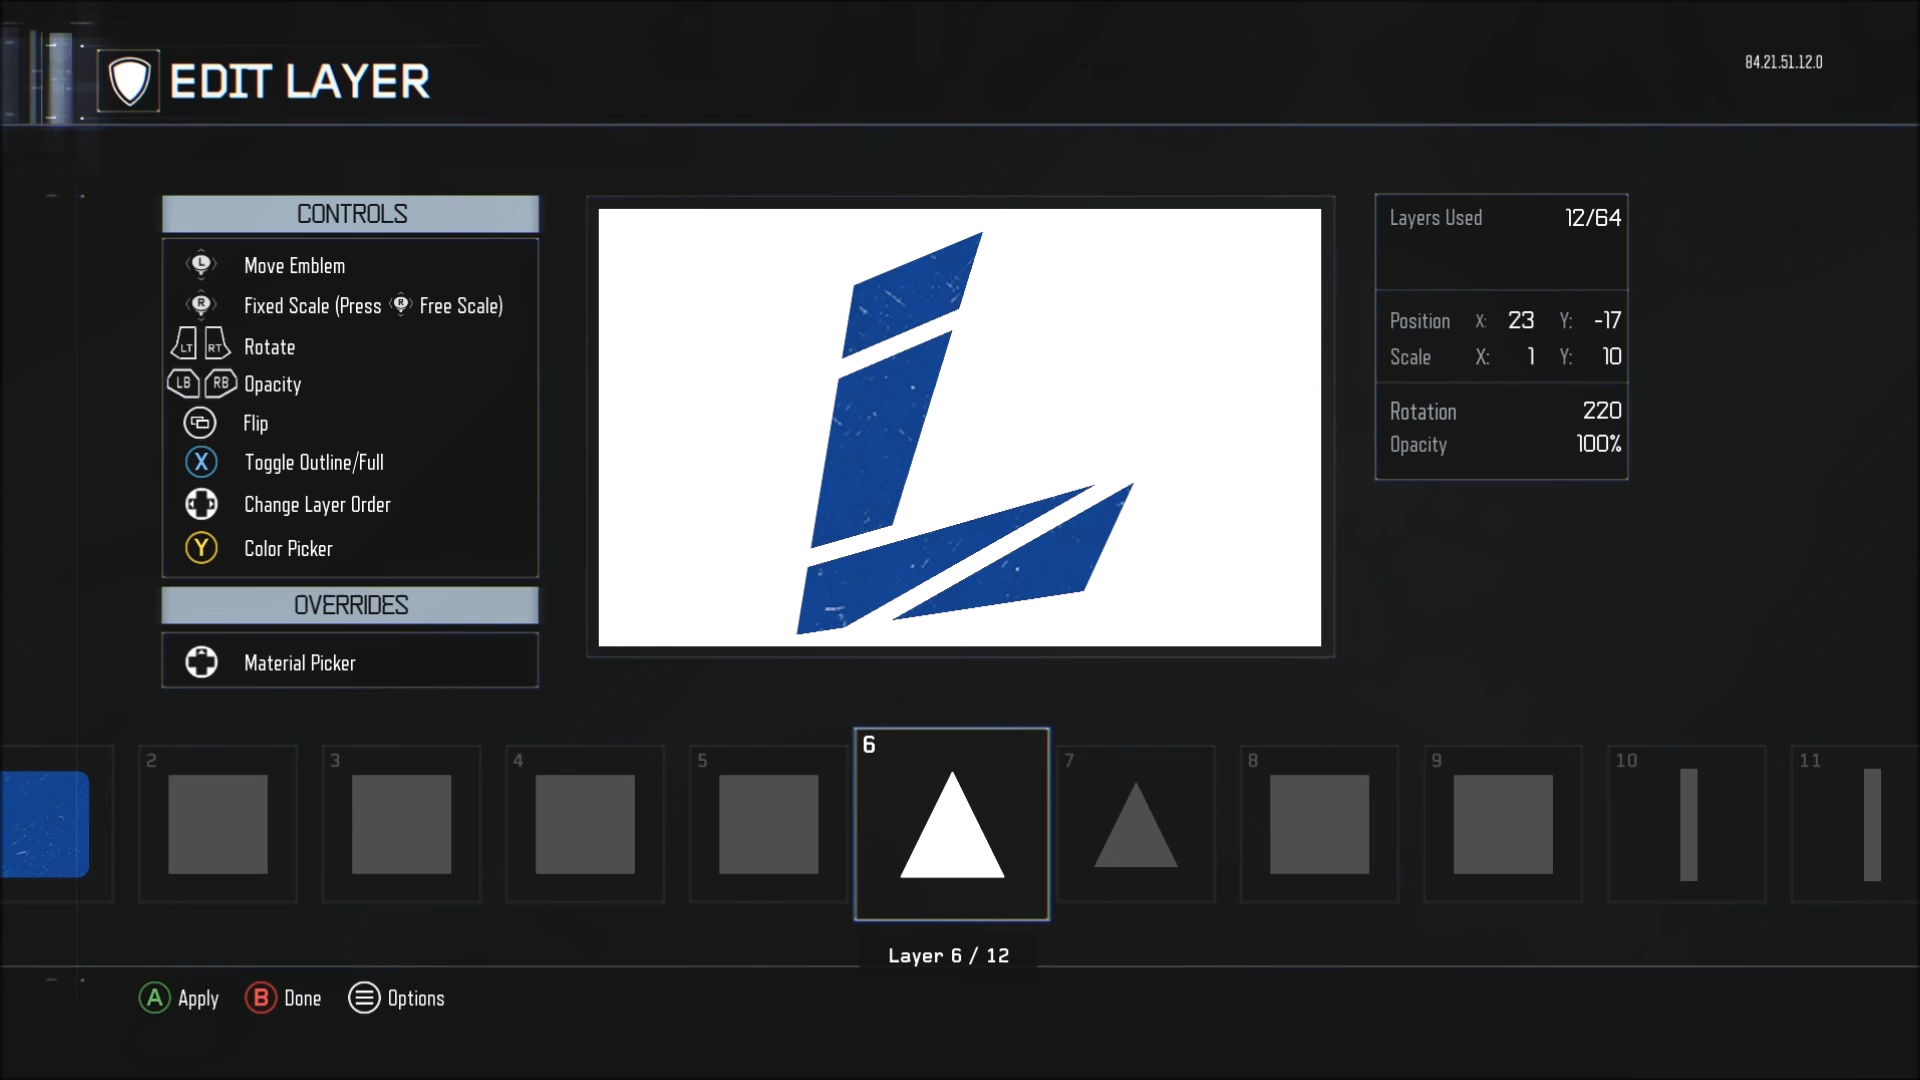 EDIT LAYER
84.21.51.12.0
CONTROLS
L Move Emblem
R Fixed Scale (Press R Free Scale)
LT RT Rotate
LB RB Opacity
Flip
X Toggle Outline/Full
Change Layer Order
Y Color Picker
OVERRIDES
Material Picker
Layers Used 12/64
Position X: 23 Y: -17
Scale X: 1 Y: 10
Rotation 220
Opacity 100%
2 3 4 5 6 7 8 9 10 11
Layer 6 / 12
A Apply B Done Options